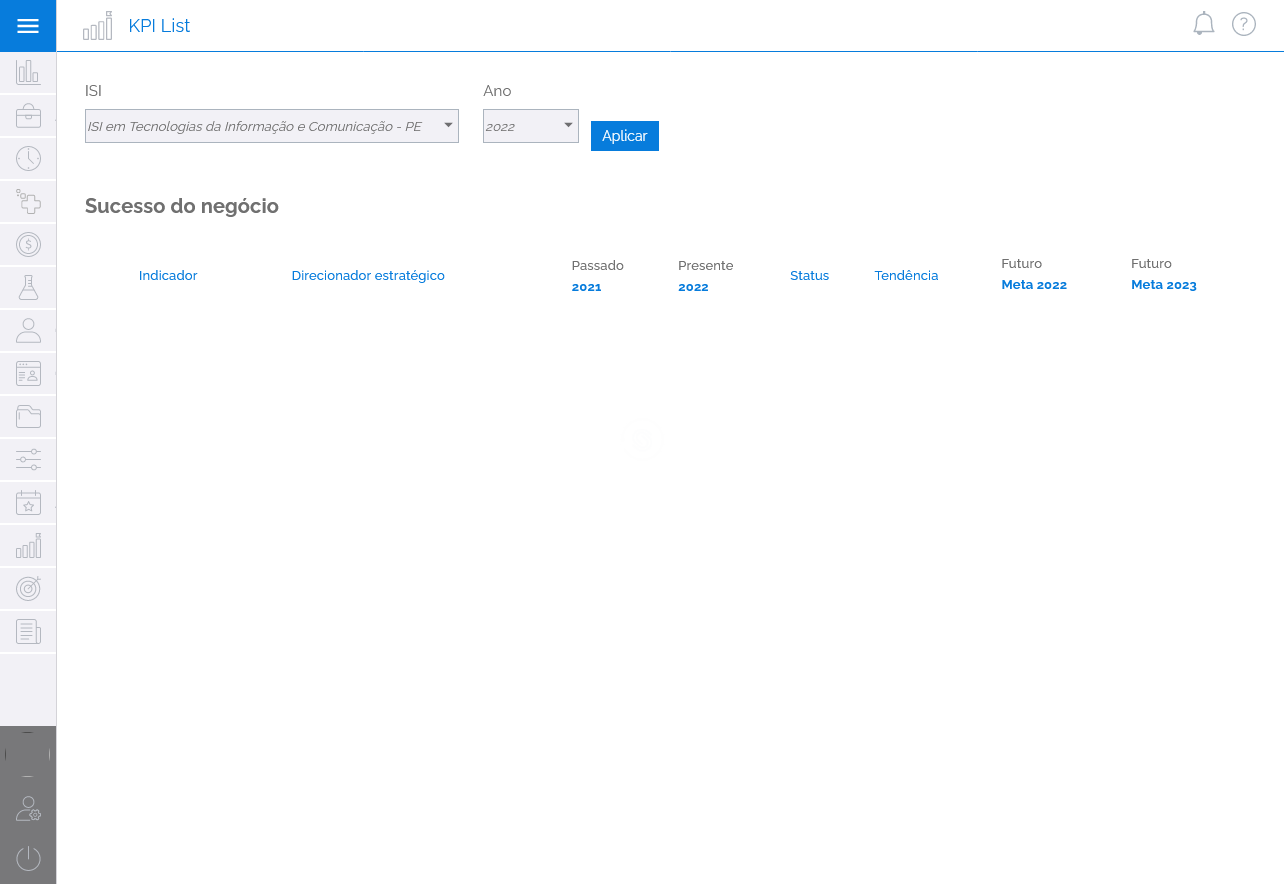 KPI List
ISI
Ano
ISI em Tecnologias da Informação e Comunicação - PE
2022
Aplicar
Sucesso do negócio
Indicador
Direcionador estratégico
Passado
2021
Presente
2022
Status
Tendência
Futuro
Meta 2022
Futuro
Meta 2023